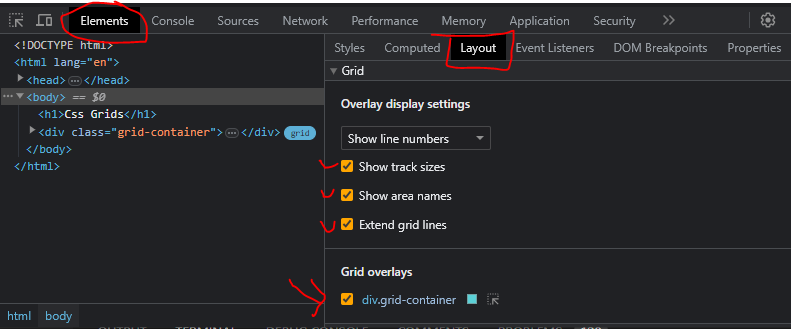 Elements Console Sources Network Performance Memory Application Security >>
Styles Computed Layout Event Listeners DOM Breakpoints Properties
<!DOCTYPE html>
<html lang="en">
<head> ⋯ </head>
⋯ <body> == $0
<h1>Css Grids</h1>
<div class="grid-container"> ⋯ </div> grid
</body>
</html>
Grid
Overlay display settings
Show line numbers
Show track sizes
Show area names
Extend grid lines
Grid overlays
div.grid-container
html body